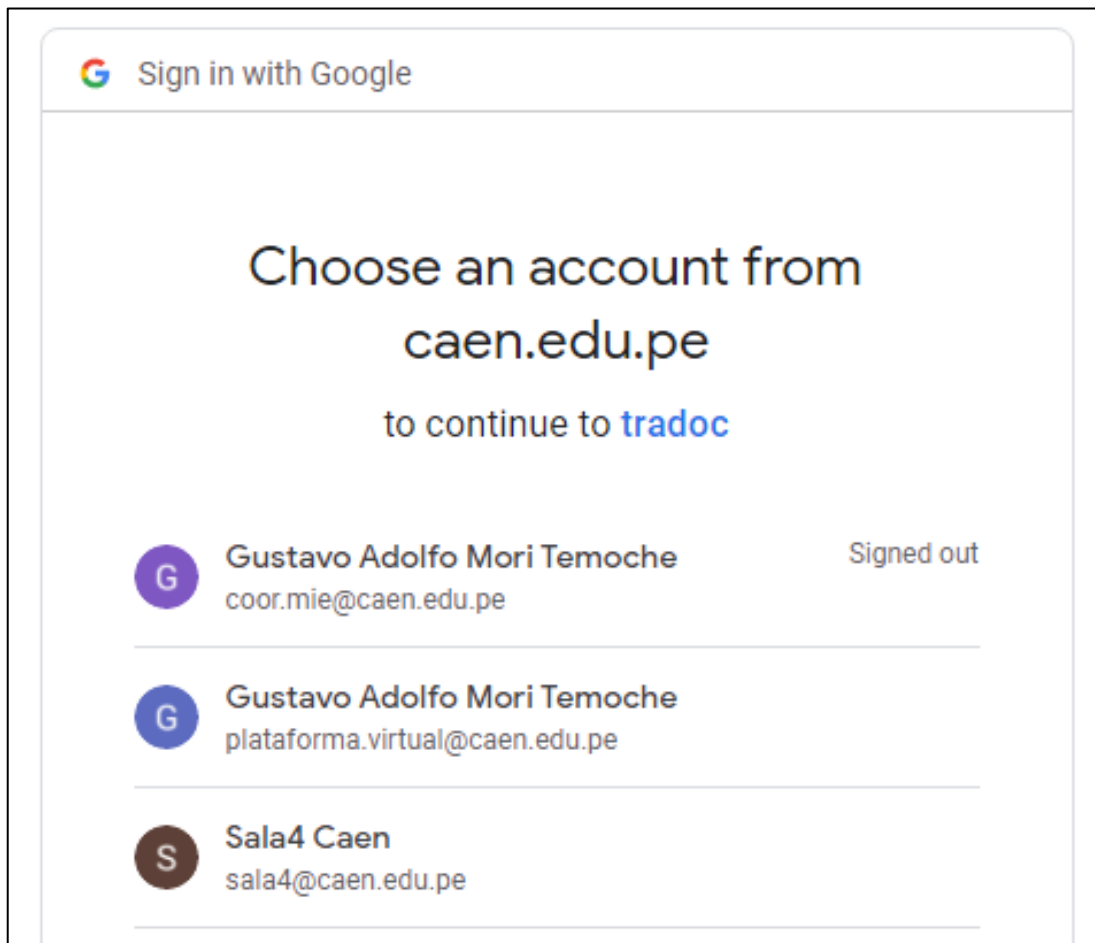 G Sign in with Google
Choose an account from
caen.edu.pe
to continue to tradoc
G Gustavo Adolfo Mori Temoche Signed out
coor.mie@caen.edu.pe
G Gustavo Adolfo Mori Temoche
plataforma.virtual@caen.edu.pe
S Sala4 Caen
sala4@caen.edu.pe